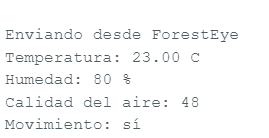 Enviando desde ForestEye
Temperatura: 23.00 C
Humedad: 80 %
Calidad del aire: 48
Movimiento: sí